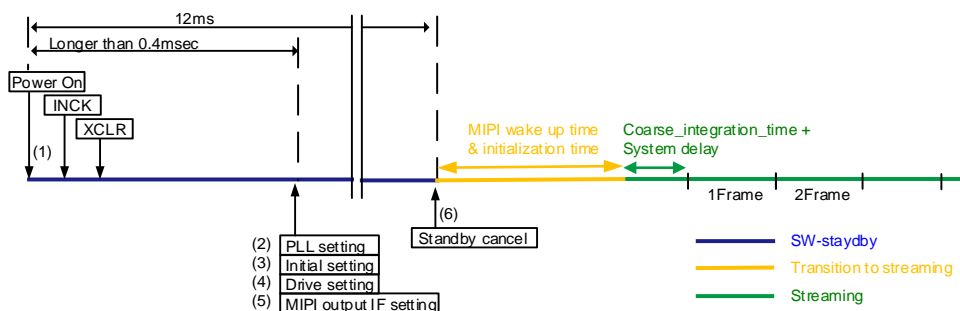 12ms
Longer than 0.4msec
Power On
INCK
XCLR
(1)
MIPI wake up time
& initialization time
Coarse_integration_time +
System delay
1Frame
2Frame
(6)
Standby cancel
(2) PLL setting
(3) Initial setting
(4) Drive setting
(5) MIPI output IF setting
SW-staydby
Transition to streaming
Streaming